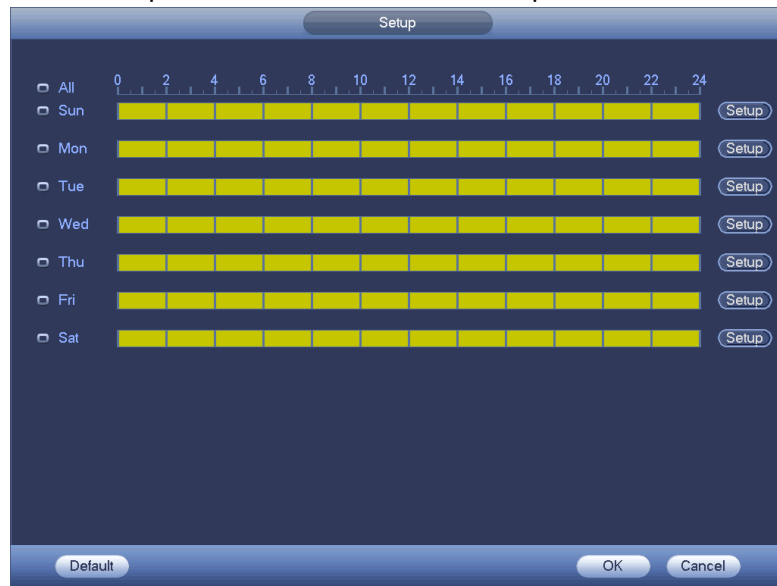 Setup
All 0 2 4 6 8 10 12 14 16 18 20 22 24
Sun Setup
Mon Setup
Tue Setup
Wed Setup
Thu Setup
Fri Setup
Sat Setup
Default OK Cancel